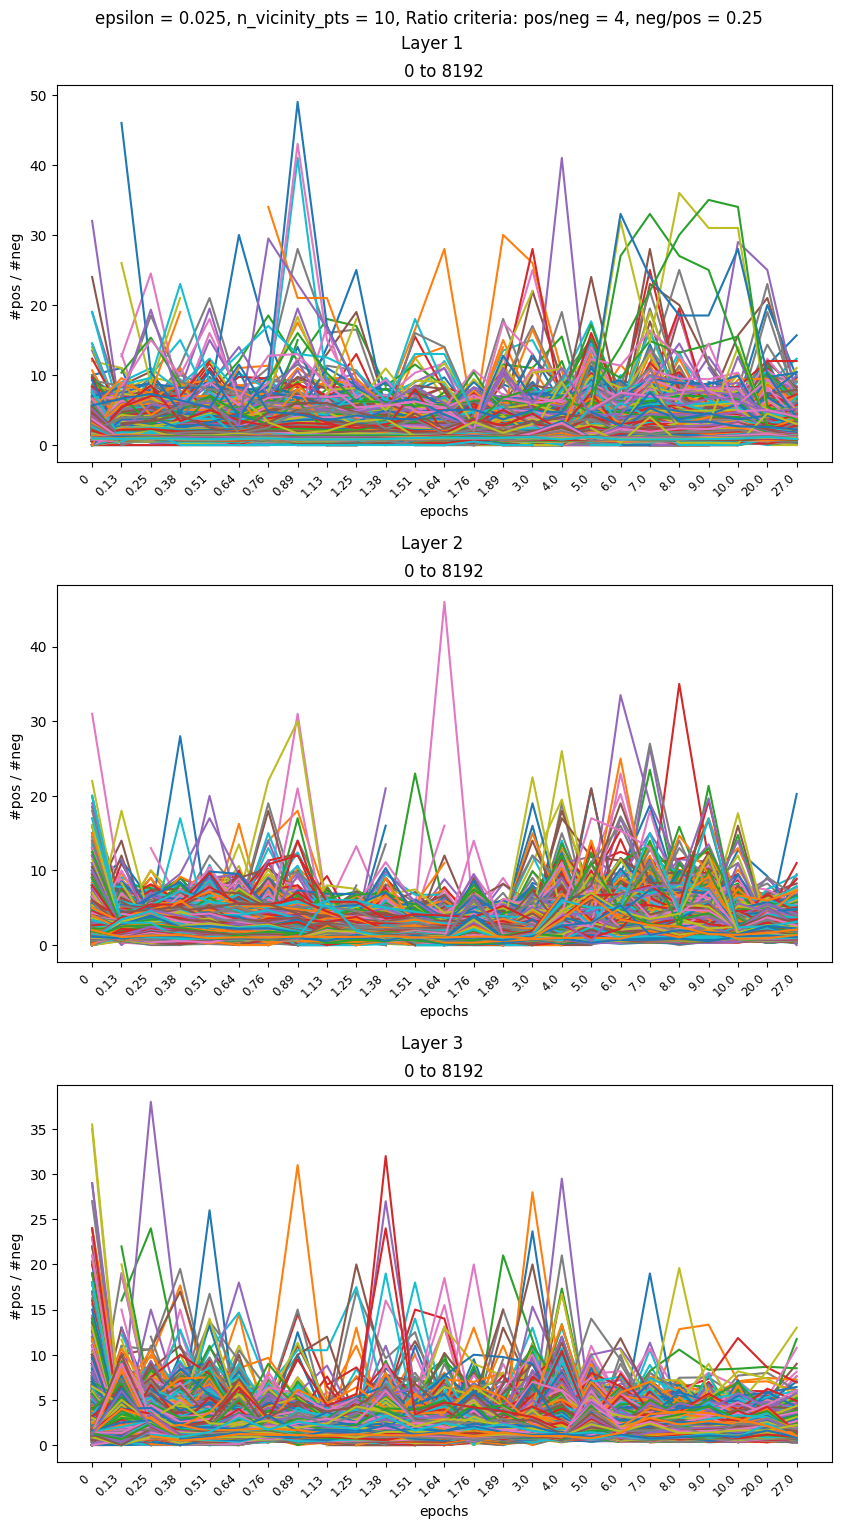 epsilon = 0.025, n_vicinity_pts = 10, Ratio criteria: pos/neg = 4, neg/pos = 0.25
Layer 1
0 to 8192
#pos / #neg
50
40
30
20
10
0
0 0.13 0.25 0.38 0.51 0.64 0.76 0.89 1.13 1.25 1.38 1.51 1.64 1.76 1.89 3.0 4.0 5.0 6.0 7.0 8.0 9.0 10.0 20.0 27.0
epochs
Layer 2
0 to 8192
#pos / #neg
40
30
20
10
0
0 0.13 0.25 0.38 0.51 0.64 0.76 0.89 1.13 1.25 1.38 1.51 1.64 1.76 1.89 3.0 4.0 5.0 6.0 7.0 8.0 9.0 10.0 20.0 27.0
epochs
Layer 3
0 to 8192
#pos / #neg
35
30
25
20
15
10
5
0
0 0.13 0.25 0.38 0.51 0.64 0.76 0.89 1.13 1.25 1.38 1.51 1.64 1.76 1.89 3.0 4.0 5.0 6.0 7.0 8.0 9.0 10.0 20.0 27.0
epochs